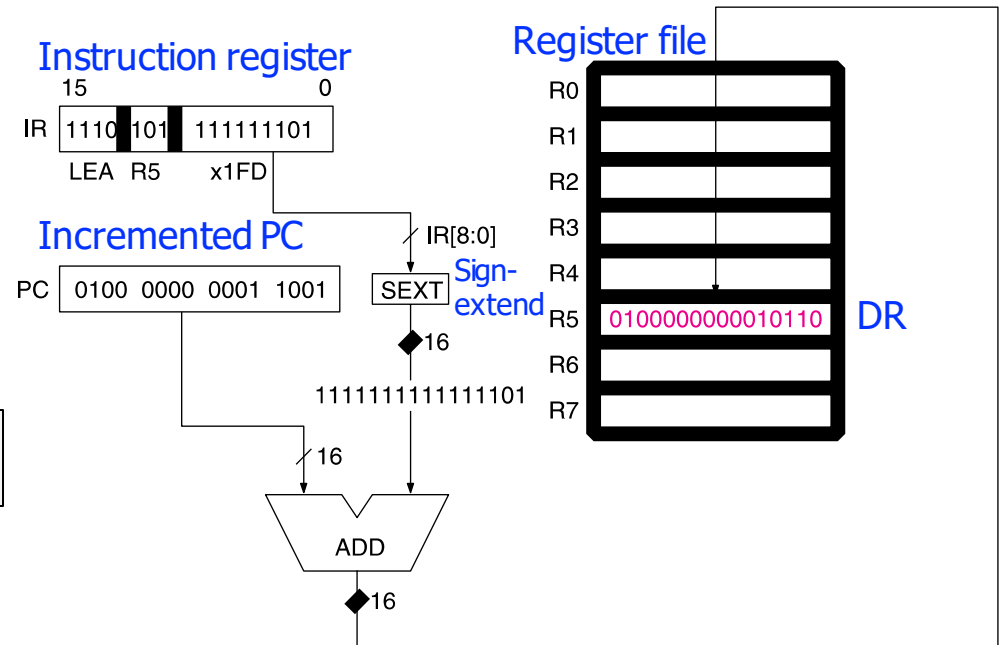 Instruction register
15 0
IR 1110 101 111111101
LEA R5 x1FD
IR[8:0]
Incremented PC
PC 0100 0000 0001 1001
SEXT
Sign-
extend
16
1111111111111101
16
ADD
16
Register file
R0
R1
R2
R3
R4
R5 0100000000010110 DR
R6
R7